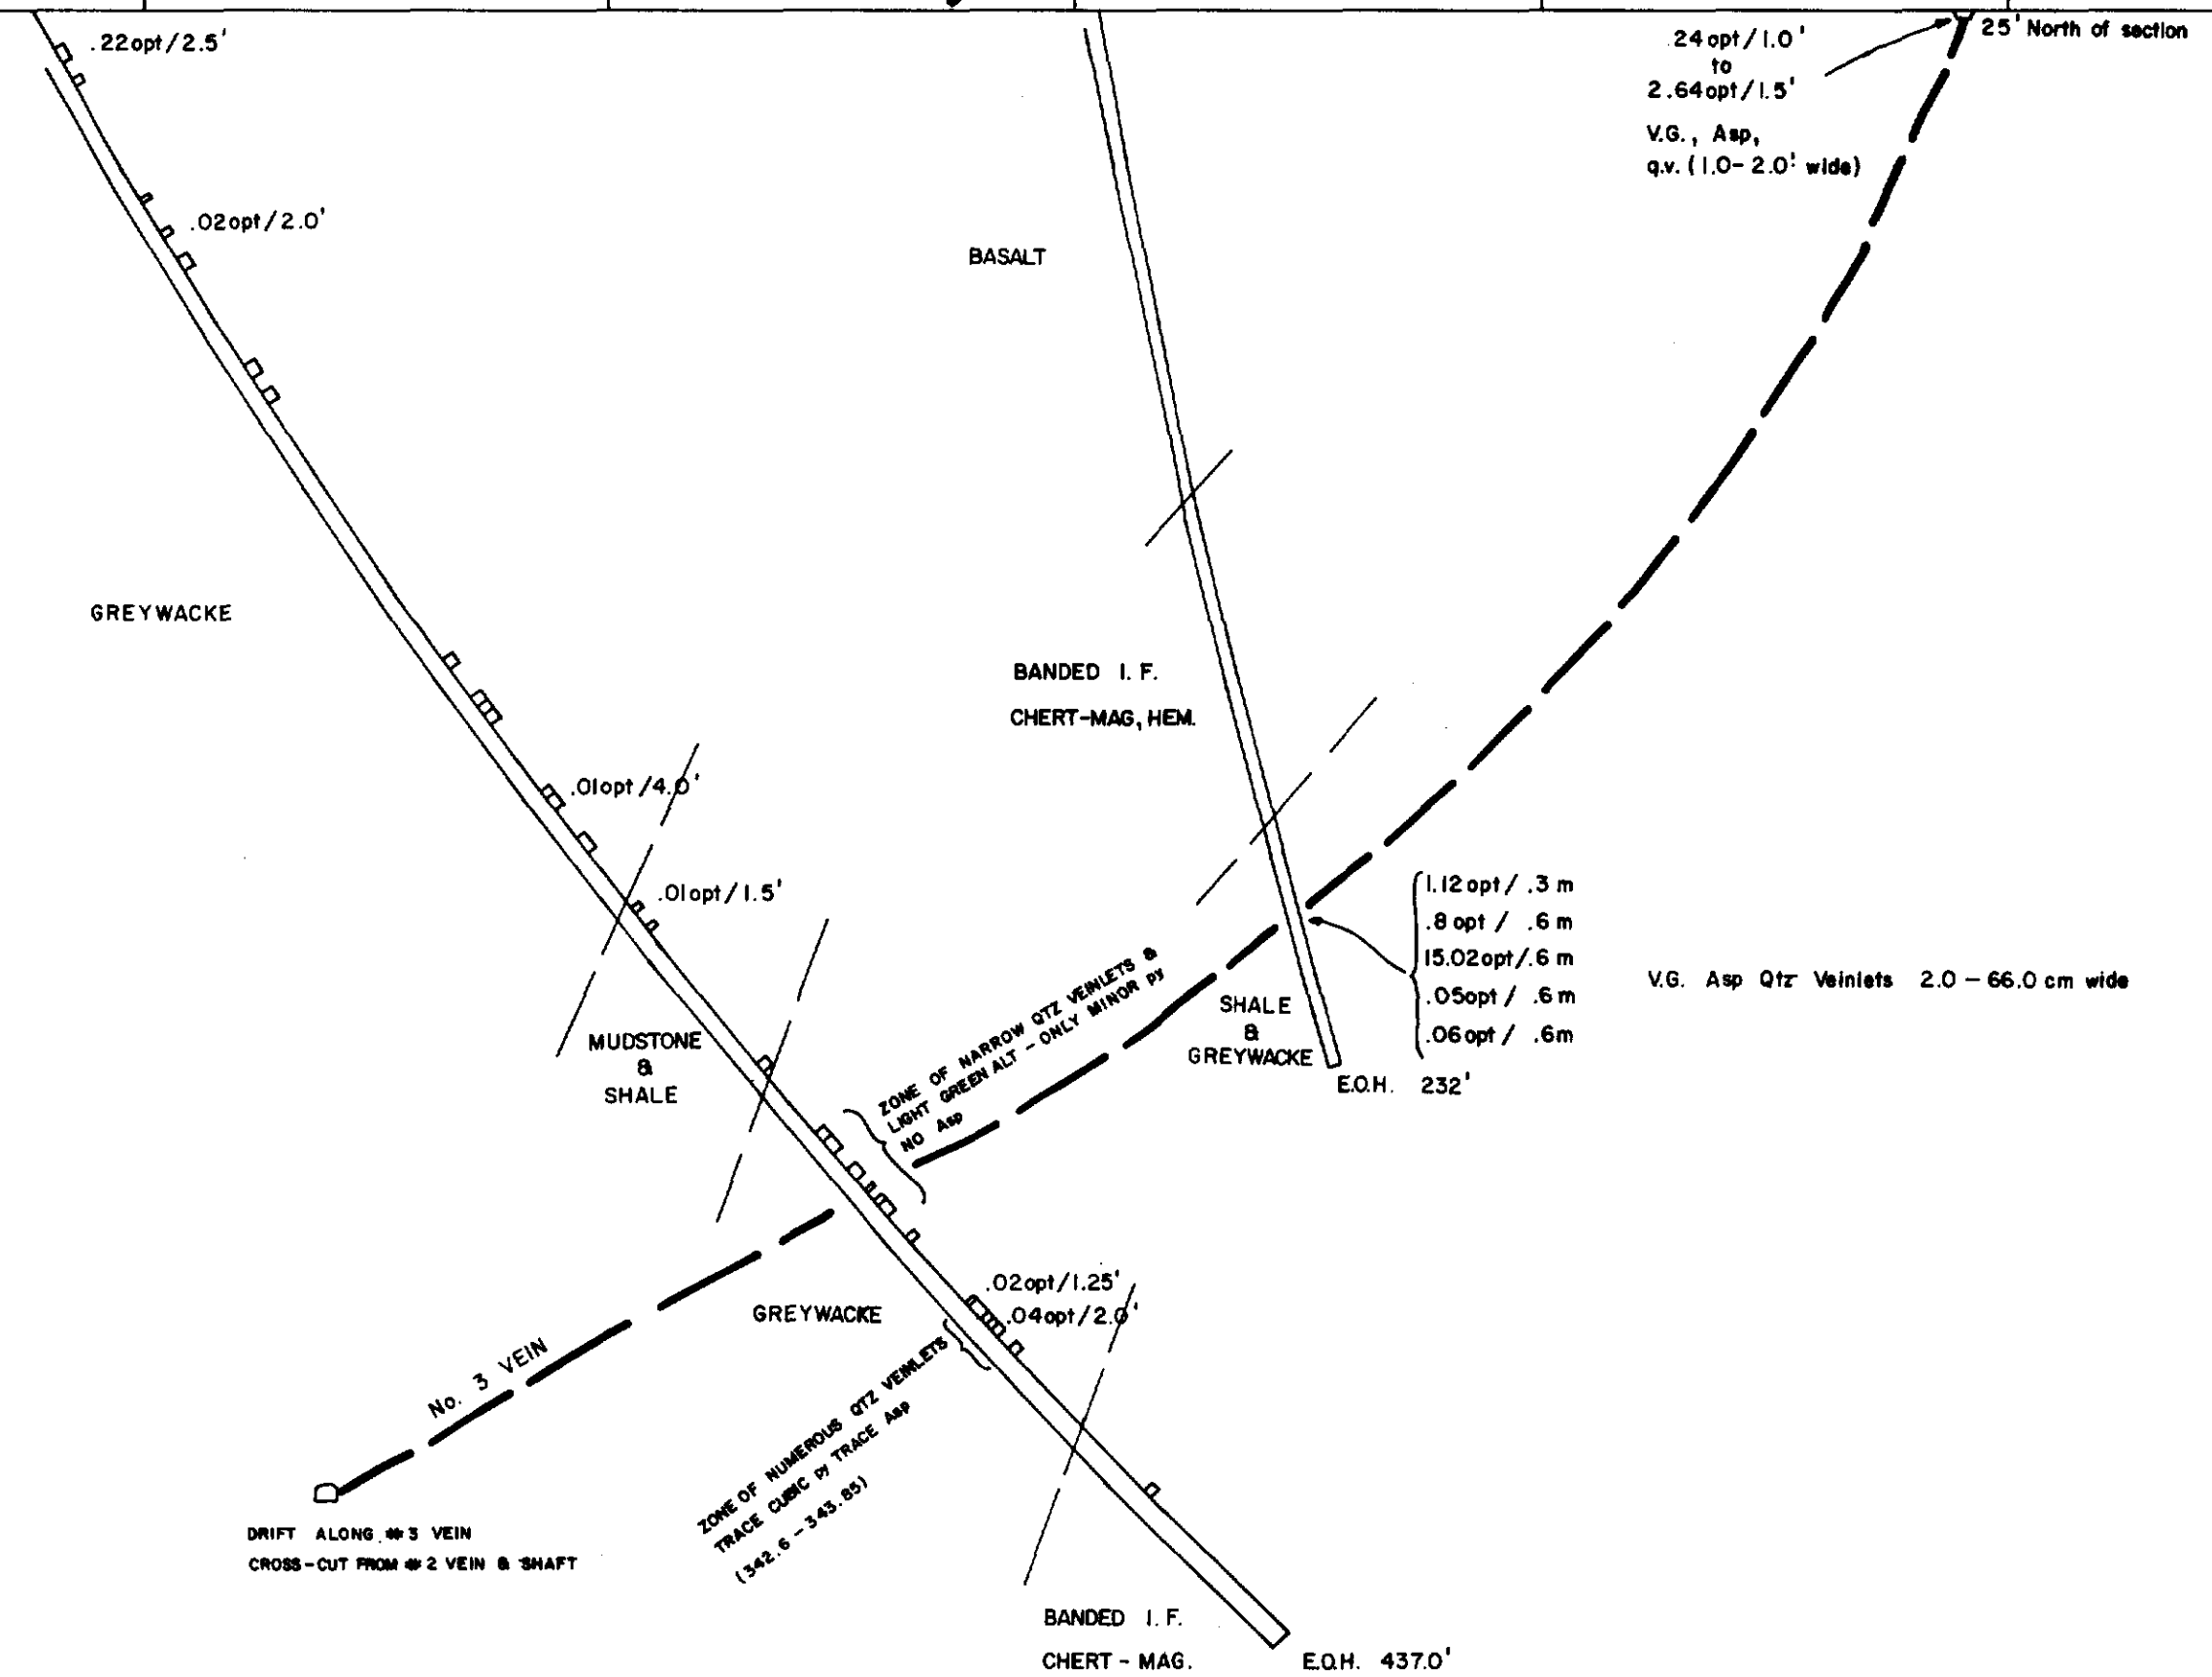 .22opt/2.5'
.24opt/1.0'
to
2.64opt/1.5'
V.G., Asp,
q.v. (1.0-2.0' wide)
25' North of section
.02opt/2.0'
BASALT
GREYWACKE
BANDED I.F.
CHERT-MAG, HEM.
.01opt/4.0'
.01opt/1.5'
1.12opt/ .3 m
.8 opt / .6 m
15.02opt/.6 m
.05opt / .6 m
.06 opt / .6m
V.G. Asp Qtz Veinlets 2.0 - 66.0 cm wide
SHALE
&
GREYWACKE
E.O.H. 232'
MUDSTONE
&
SHALE
ZONE OF NARROW QTZ VEINLETS &
LIGHT GREEN ALT - ONLY MINOR py
NO Asp
.02opt/1.25'
.04opt/2.0'
GREYWACKE
No. 3 VEIN
ZONE OF NUMEROUS QTZ VEINLETS
TRACE CUBIC py TRACE Asp
(342.6 - 343.85)
DRIFT ALONG #3 VEIN
CROSS-CUT FROM #2 VEIN & SHAFT
BANDED I.F.
CHERT - MAG.
E.O.H. 437.0'